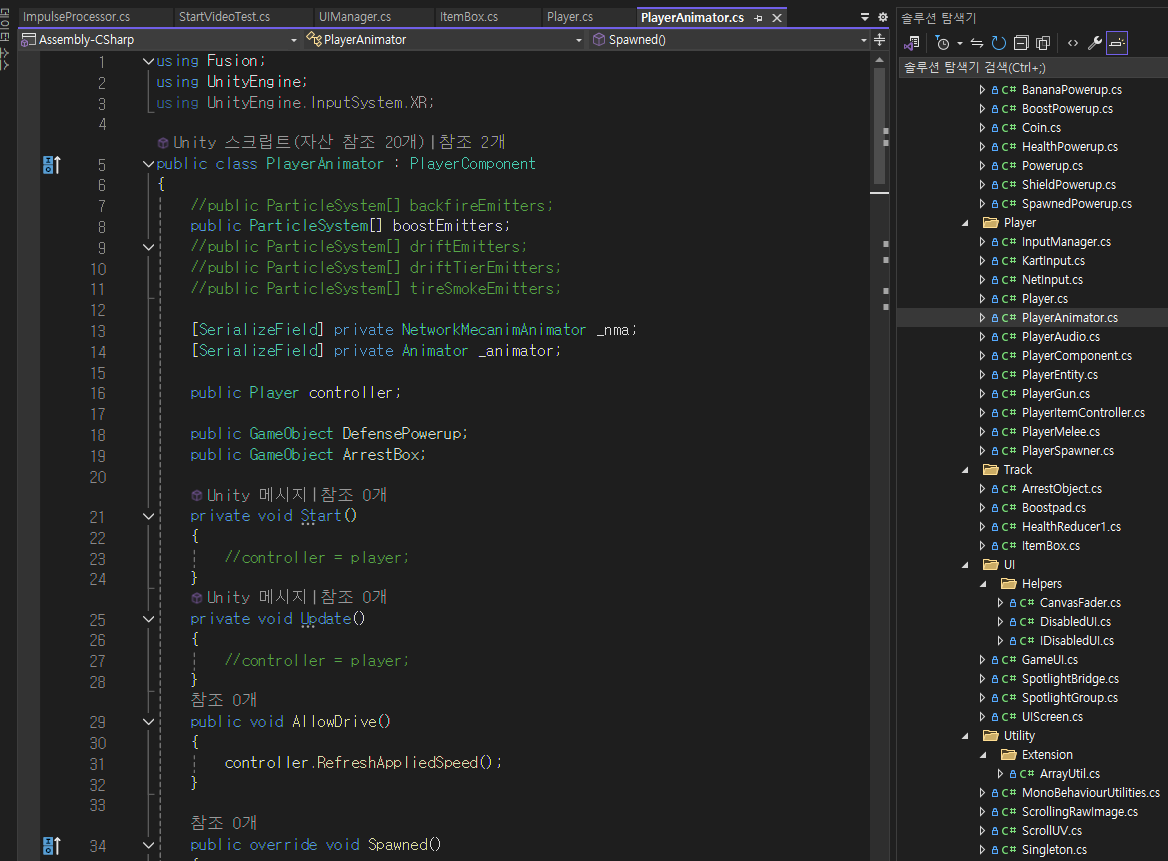 ImpulseProcessor.cs StartVideoTest.cs UIManager.cs ItemBox.cs Player.cs PlayerAnimator.cs
Assembly-CSharp PlayerAnimator Spawned()
1 using Fusion;
2 using UnityEngine;
3 using UnityEngine.InputSystem.XR;
4
Unity 스크립트(자산 참조 20개)|참조 2개
5 public class PlayerAnimator : PlayerComponent
6 {
7 //public ParticleSystem[] backfireEmitters;
8 public ParticleSystem[] boostEmitters;
9 //public ParticleSystem[] driftEmitters;
10 //public ParticleSystem[] driftTierEmitters;
11 //public ParticleSystem[] tireSmokeEmitters;
12
13 [SerializeField] private NetworkMecanimAnimator _nma;
14 [SerializeField] private Animator _animator;
15
16 public Player controller;
17
18 public GameObject DefensePowerup;
19 public GameObject ArrestBox;
20
Unity 메시지|참조 0개
21 private void Start()
22 {
23 //controller = player;
24 }
Unity 메시지|참조 0개
25 private void Update()
26 {
27 //controller = player;
28 }
참조 0개
29 public void AllowDrive()
30 {
31 controller.RefreshAppliedSpeed();
32 }
33
참조 0개
34 public override void Spawned()
솔루션 탐색기
솔루션 탐색기 검색(Ctrl+;)
C# BananaPowerup.cs
C# BoostPowerup.cs
C# Coin.cs
C# HealthPowerup.cs
C# Powerup.cs
C# ShieldPowerup.cs
C# SpawnedPowerup.cs
Player
C# InputManager.cs
C# KartInput.cs
C# NetInput.cs
C# Player.cs
C# PlayerAnimator.cs
C# PlayerAudio.cs
C# PlayerComponent.cs
C# PlayerEntity.cs
C# PlayerGun.cs
C# PlayerItemController.cs
C# PlayerMelee.cs
C# PlayerSpawner.cs
Track
C# ArrestObject.cs
C# Boostpad.cs
C# HealthReducer1.cs
C# ItemBox.cs
UI
Helpers
C# CanvasFader.cs
C# DisabledUI.cs
C# IDisabledUI.cs
C# GameUI.cs
C# SpotlightBridge.cs
C# SpotlightGroup.cs
C# UIScreen.cs
Utility
Extension
C# ArrayUtil.cs
C# MonoBehaviourUtilities.cs
C# ScrollingRawImage.cs
C# ScrollUV.cs
C# Singleton.cs